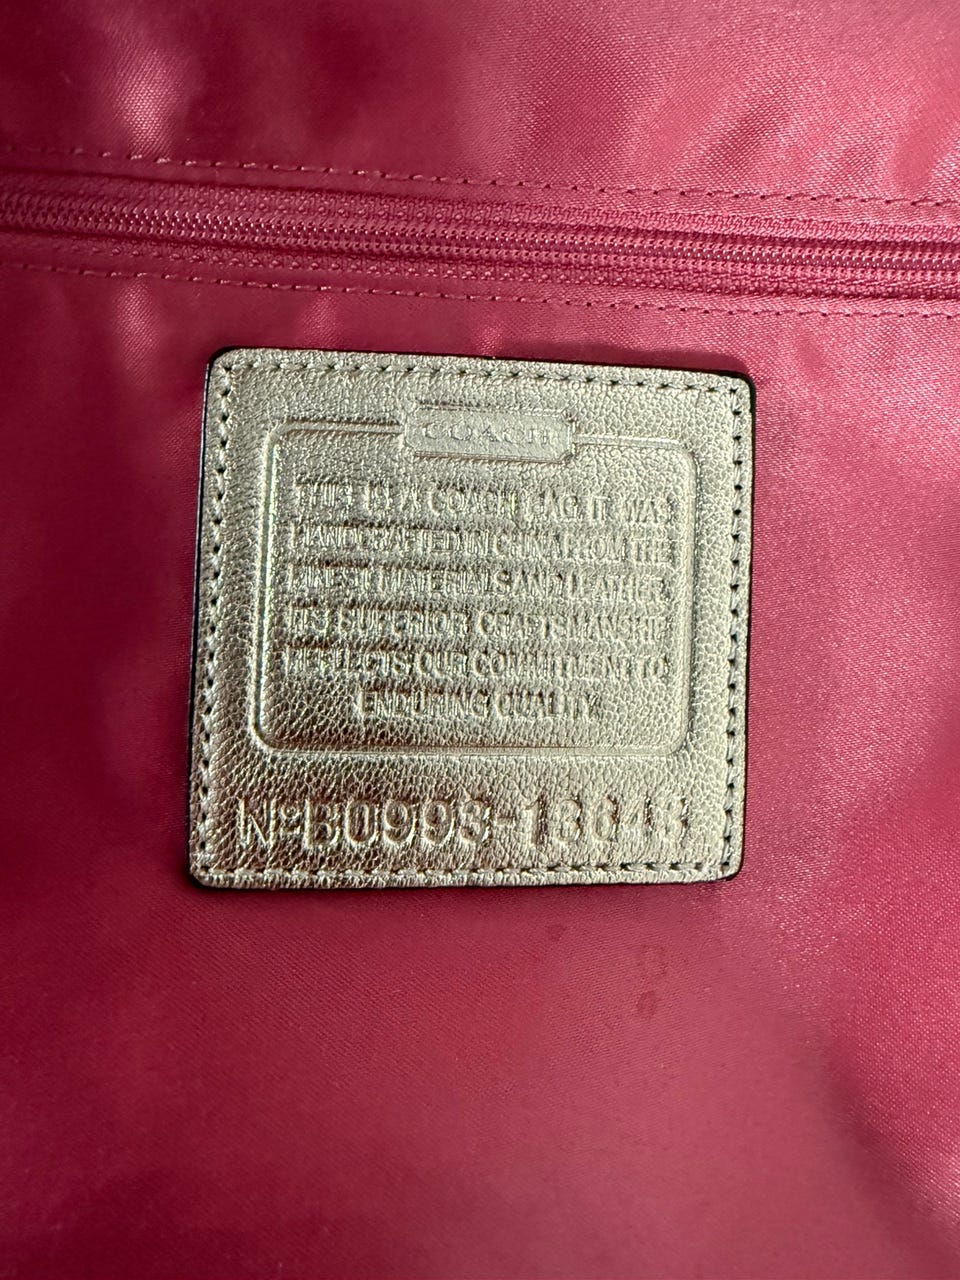 COACH
THIS IS A COACH BAG. IT WAS
HANDCRAFTED IN CHINA FROM THE
FINEST MATERIALS AND LEATHER.
ITS SUPERIOR CRAFTSMANSHIP
REFLECTS OUR COMMITMENT TO
ENDURING QUALITY.